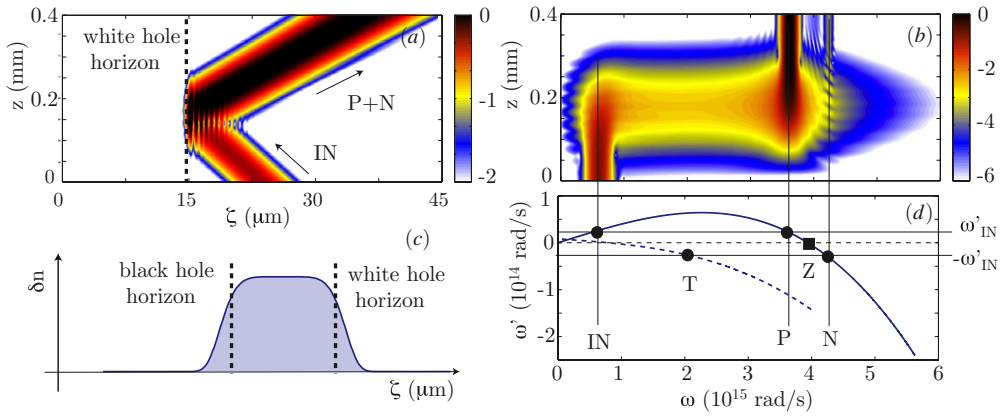 (a)
white hole
horizon
P+N
IN
z (mm)
0.4
0.2
0
0
15
30
45
ζ (μm)
0
-1
-2
(b)
z (mm)
0.4
0.2
0
0
-2
-4
-6
(c)
black hole
horizon
white hole
horizon
δn
ζ (μm)
(d)
ω'IN
-ω'IN
T
Z
IN
P
N
ω' (10¹⁴ rad/s)
1
0
-1
-2
0
1
2
3
4
5
6
ω (10¹⁵ rad/s)